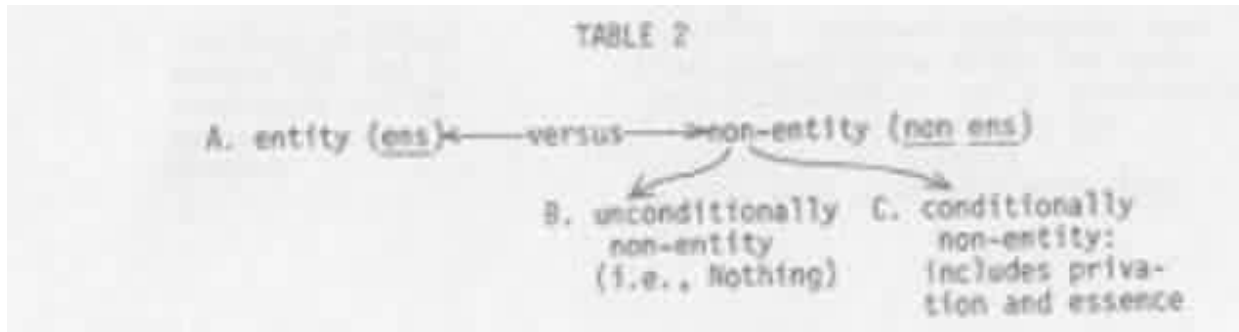 TABLE 2
A. entity (ens) versus non-entity (non ens)
B. unconditionally
non-entity
(i.e., Nothing)
C. conditionally
non-entity:
includes priva-
tion and essence